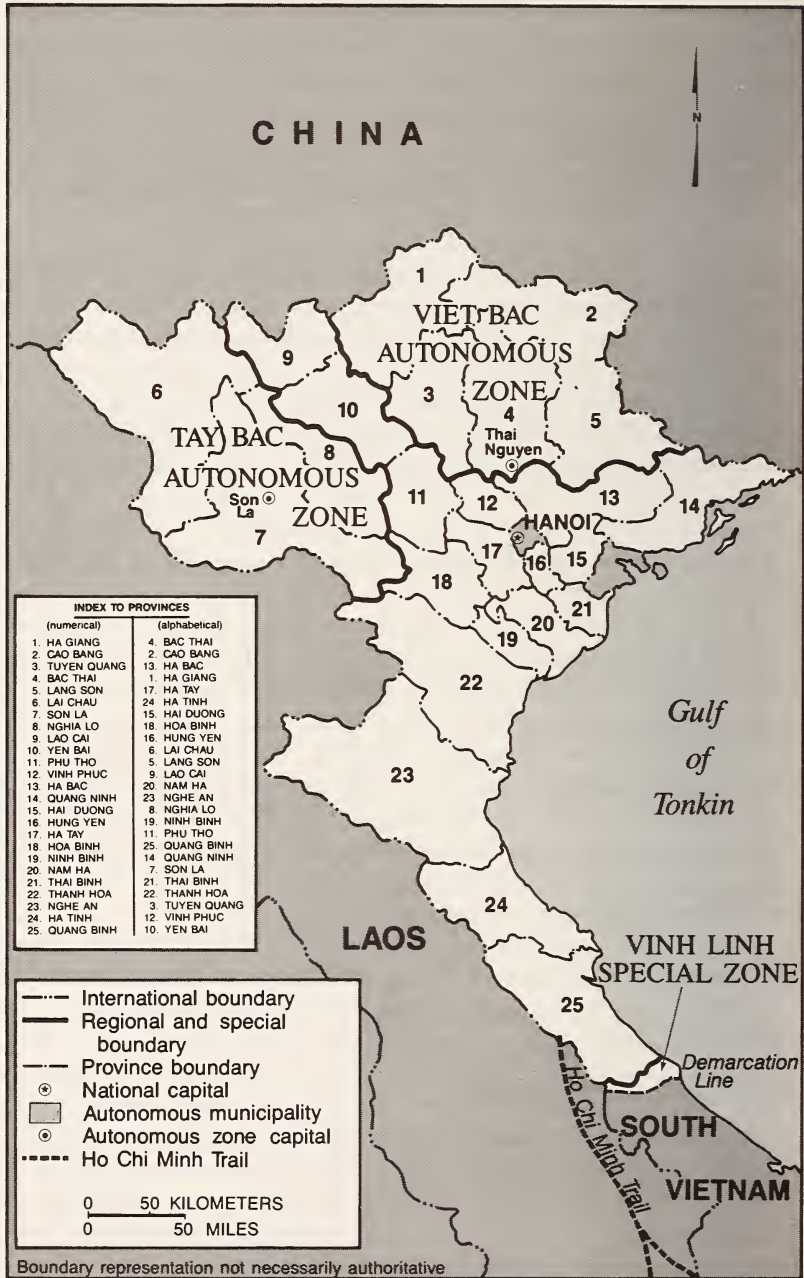 CHINA
N
1
VIET BAC
AUTONOMOUS
ZONE
2
3
4
Thai
Nguyen
5
6
9
10
TAY BAC
AUTONOMOUS
ZONE
8
Son
La
7
11
12
13
14
HANOI
17
16
15
18
19
20
21
22
23
24
25
INDEX TO PROVINCES
(numerical)
1. HA GIANG
2. CAO BANG
3. TUYEN QUANG
4. BAC THAI
5. LANG SON
6. LAI CHAU
7. SON LA
8. NGHIA LO
9. LAO CAI
10. YEN BAI
11. PHU THO
12. VINH PHUC
13. HA BAC
14. QUANG NINH
15. HAI DUONG
16. HUNG YEN
17. HA TAY
18. HOA BINH
19. NINH BINH
20. NAM HA
21. THAI BINH
22. THANH HOA
23. NGHE AN
24. HA TINH
25. QUANG BINH
(alphabetical)
4. BAC THAI
2. CAO BANG
13. HA BAC
1. HA GIANG
17. HA TAY
24 HA TINH
15. HAI DUONG
18. HOA BINH
16. HUNG YEN
6. LAI CHAU
5. LANG SON
9. LAO CAI
20. NAM HA
23 NGHE AN
8. NGHIA LO
19. NINH BINH
11. PHU THO
25. QUANG BINH
14 QUANG NINH
7. SON LA
21. THAI BINH
22. THANH HOA
3. TUYEN QUANG
12. VINH PHUC
10. YEN BAI
Gulf
of
Tonkin
LAOS
VINH LINH
SPECIAL ZONE
Demarcation
Line
SOUTH
VIETNAM
Ho Chi Minh Trail
International boundary
Regional and special
boundary
Province boundary
National capital
Autonomous municipality
Autonomous zone capital
Ho Chi Minh Trail
0 50 KILOMETERS
0 50 MILES
Boundary representation not necessarily authoritative